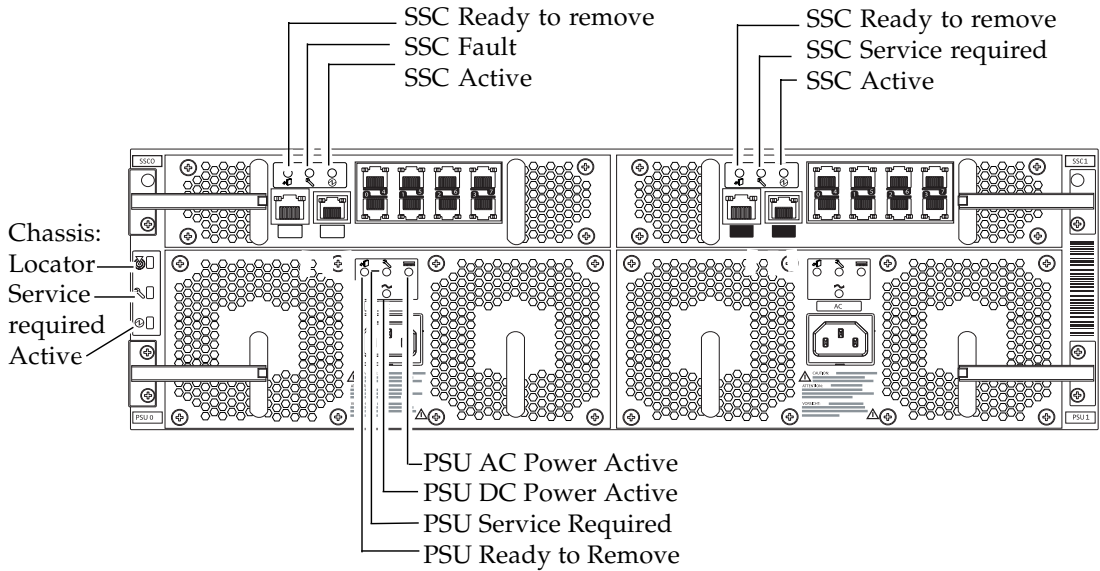 SSC Ready to remove
SSC Fault
SSC Active
SSC Ready to remove
SSC Service required
SSC Active
SSC0
SSC1
Chassis:
Locator
Service
required
Active
AC
CAUTION:
ATTENTION:
PSU 0
PSU 1
PSU AC Power Active
PSU DC Power Active
PSU Service Required
PSU Ready to Remove